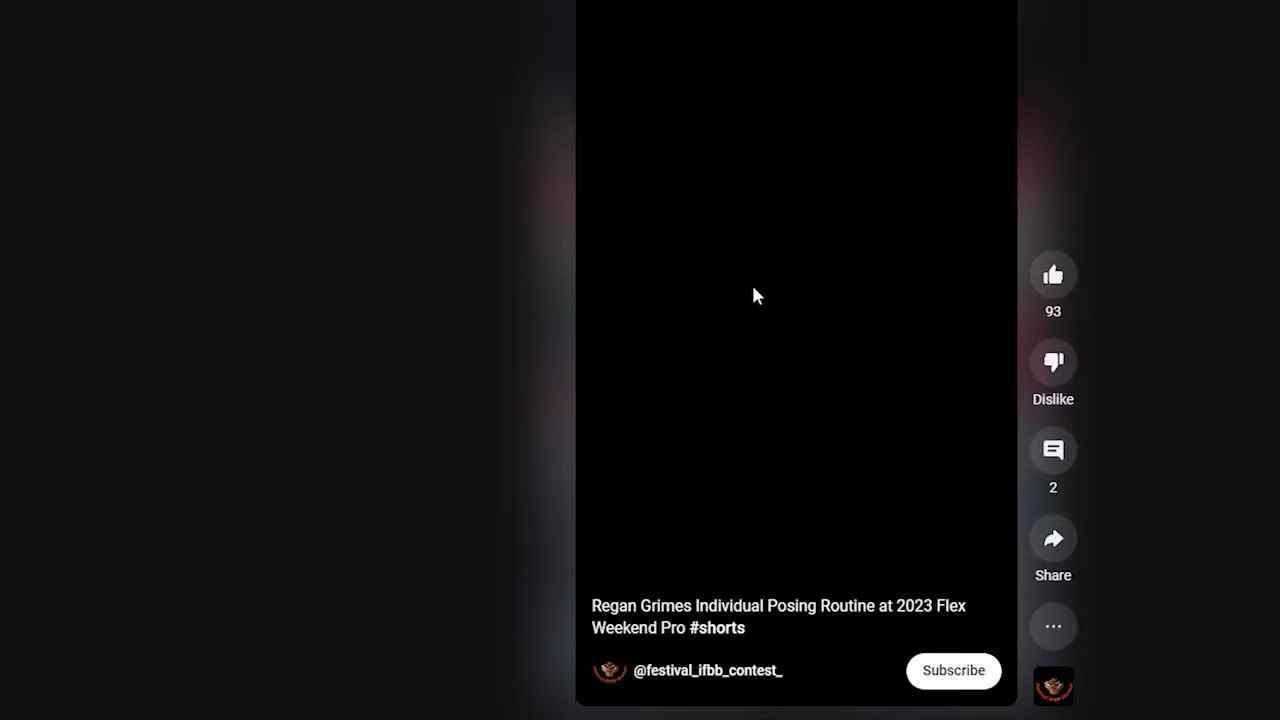 93
Dislike
2
Share
Regan Grimes Individual Posing Routine at 2023 Flex
Weekend Pro #shorts
@festival_ifbb_contest_
Subscribe